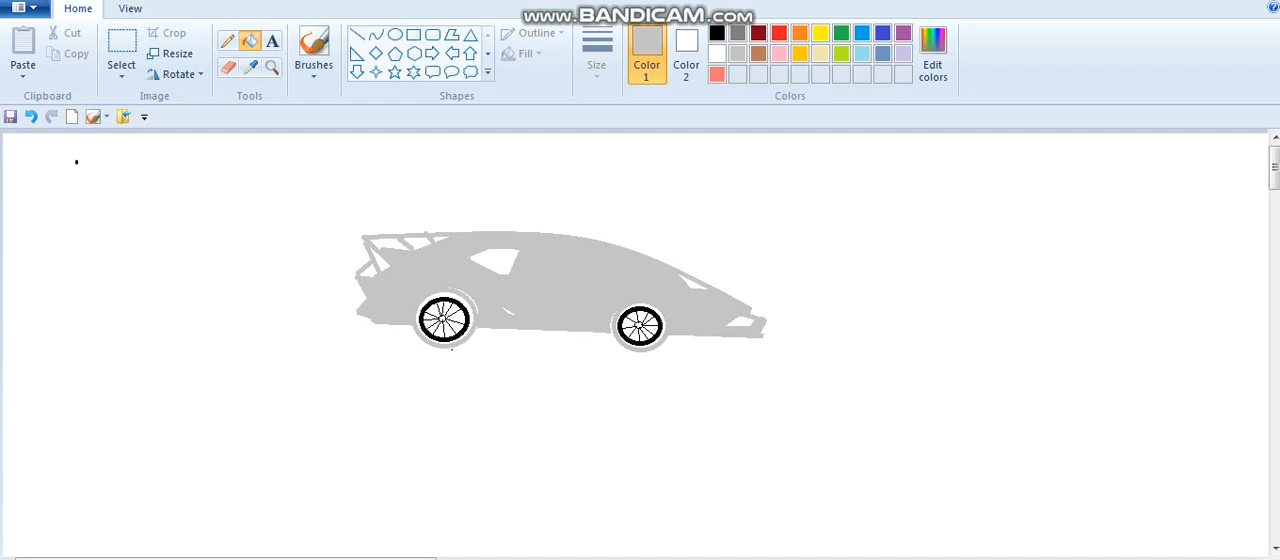 www.BANDICAM.com
Home View
Cut
Copy
Paste
Clipboard
Crop
Resize
Rotate
Select
Image
A
Tools
Brushes
Outline
Fill
Shapes
Size
Color
1
Color
2
Edit
colors
Colors